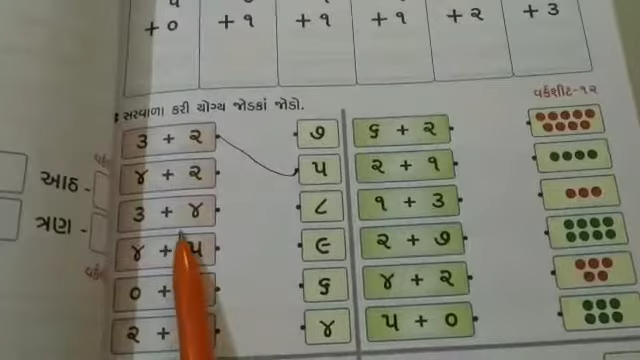 + ૦
+ ૧
+ ૧
+ ૧
+ ૨
+ ૩
વર્કશીટ-૧૨
સરવાળા કરી યોગ્ય જોડકાં જોડો.
૩ + ૨
૭
૬ + ૨
૪ + ૨
૫
૨ + ૧
આઠ -
૩ + ૪
૮
૧ + ૩
ત્રણ -
૪ + ૫
૯
૨ + ૭
૦ +
૬
૪ + ૨
૨ +
૪
૫ + ૦